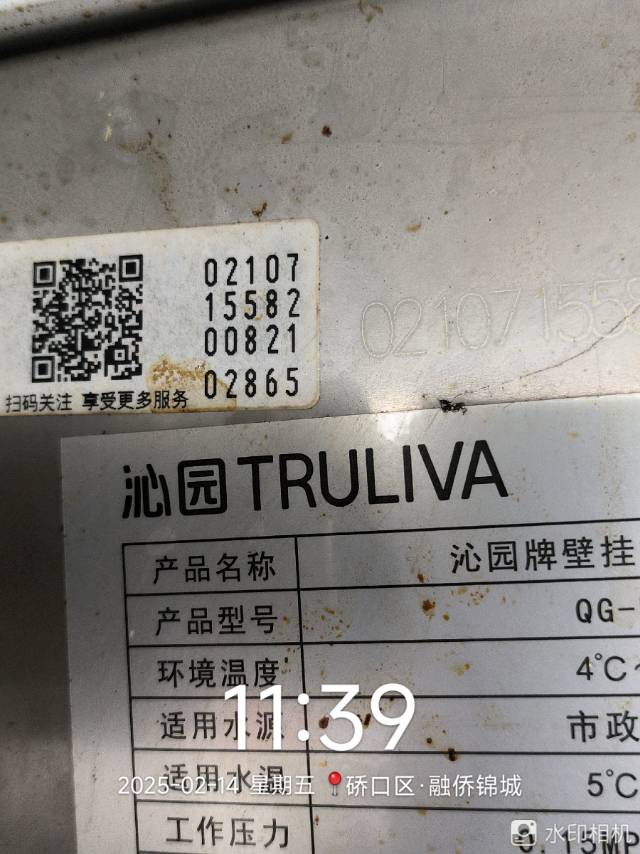 02107
15582
00821
02865
扫码关注 享受更多服务
021071558
沁园TRULIVA
产品名称 沁园牌壁挂
产品型号 QG-
环境温度 4℃~
适用水源 市政
适用水温 5℃
工作压力 0.15MP
11:39
2025-02-14 星期五 硚口区·融侨锦城
水印相机